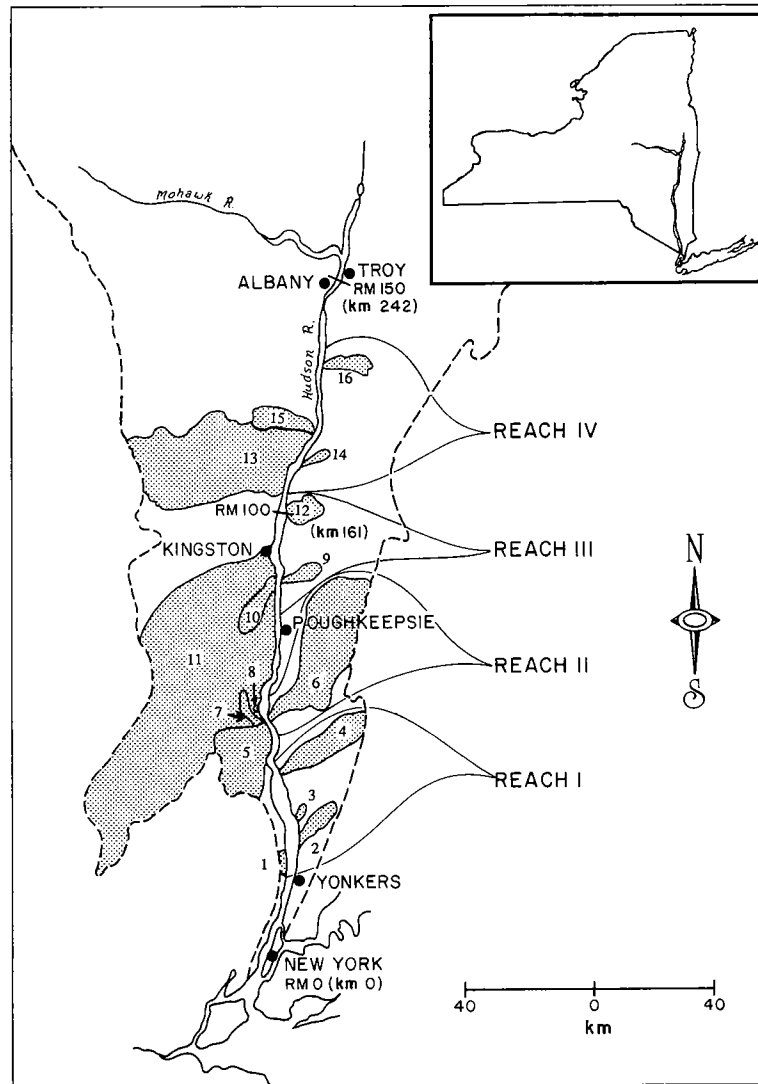 Mohawk R.
ALBANY
TROY
RM 150
(km 242)
Hudson R.
16
15
REACH IV
13
14
RM 100
12
(km 161)
KINGSTON
REACH III
9
10
POUGHKEEPSIE
11
N
S
8
6
REACH II
7
5
4
REACH I
3
2
1
YONKERS
NEW YORK
RM 0 (km 0)
40
0
40
km